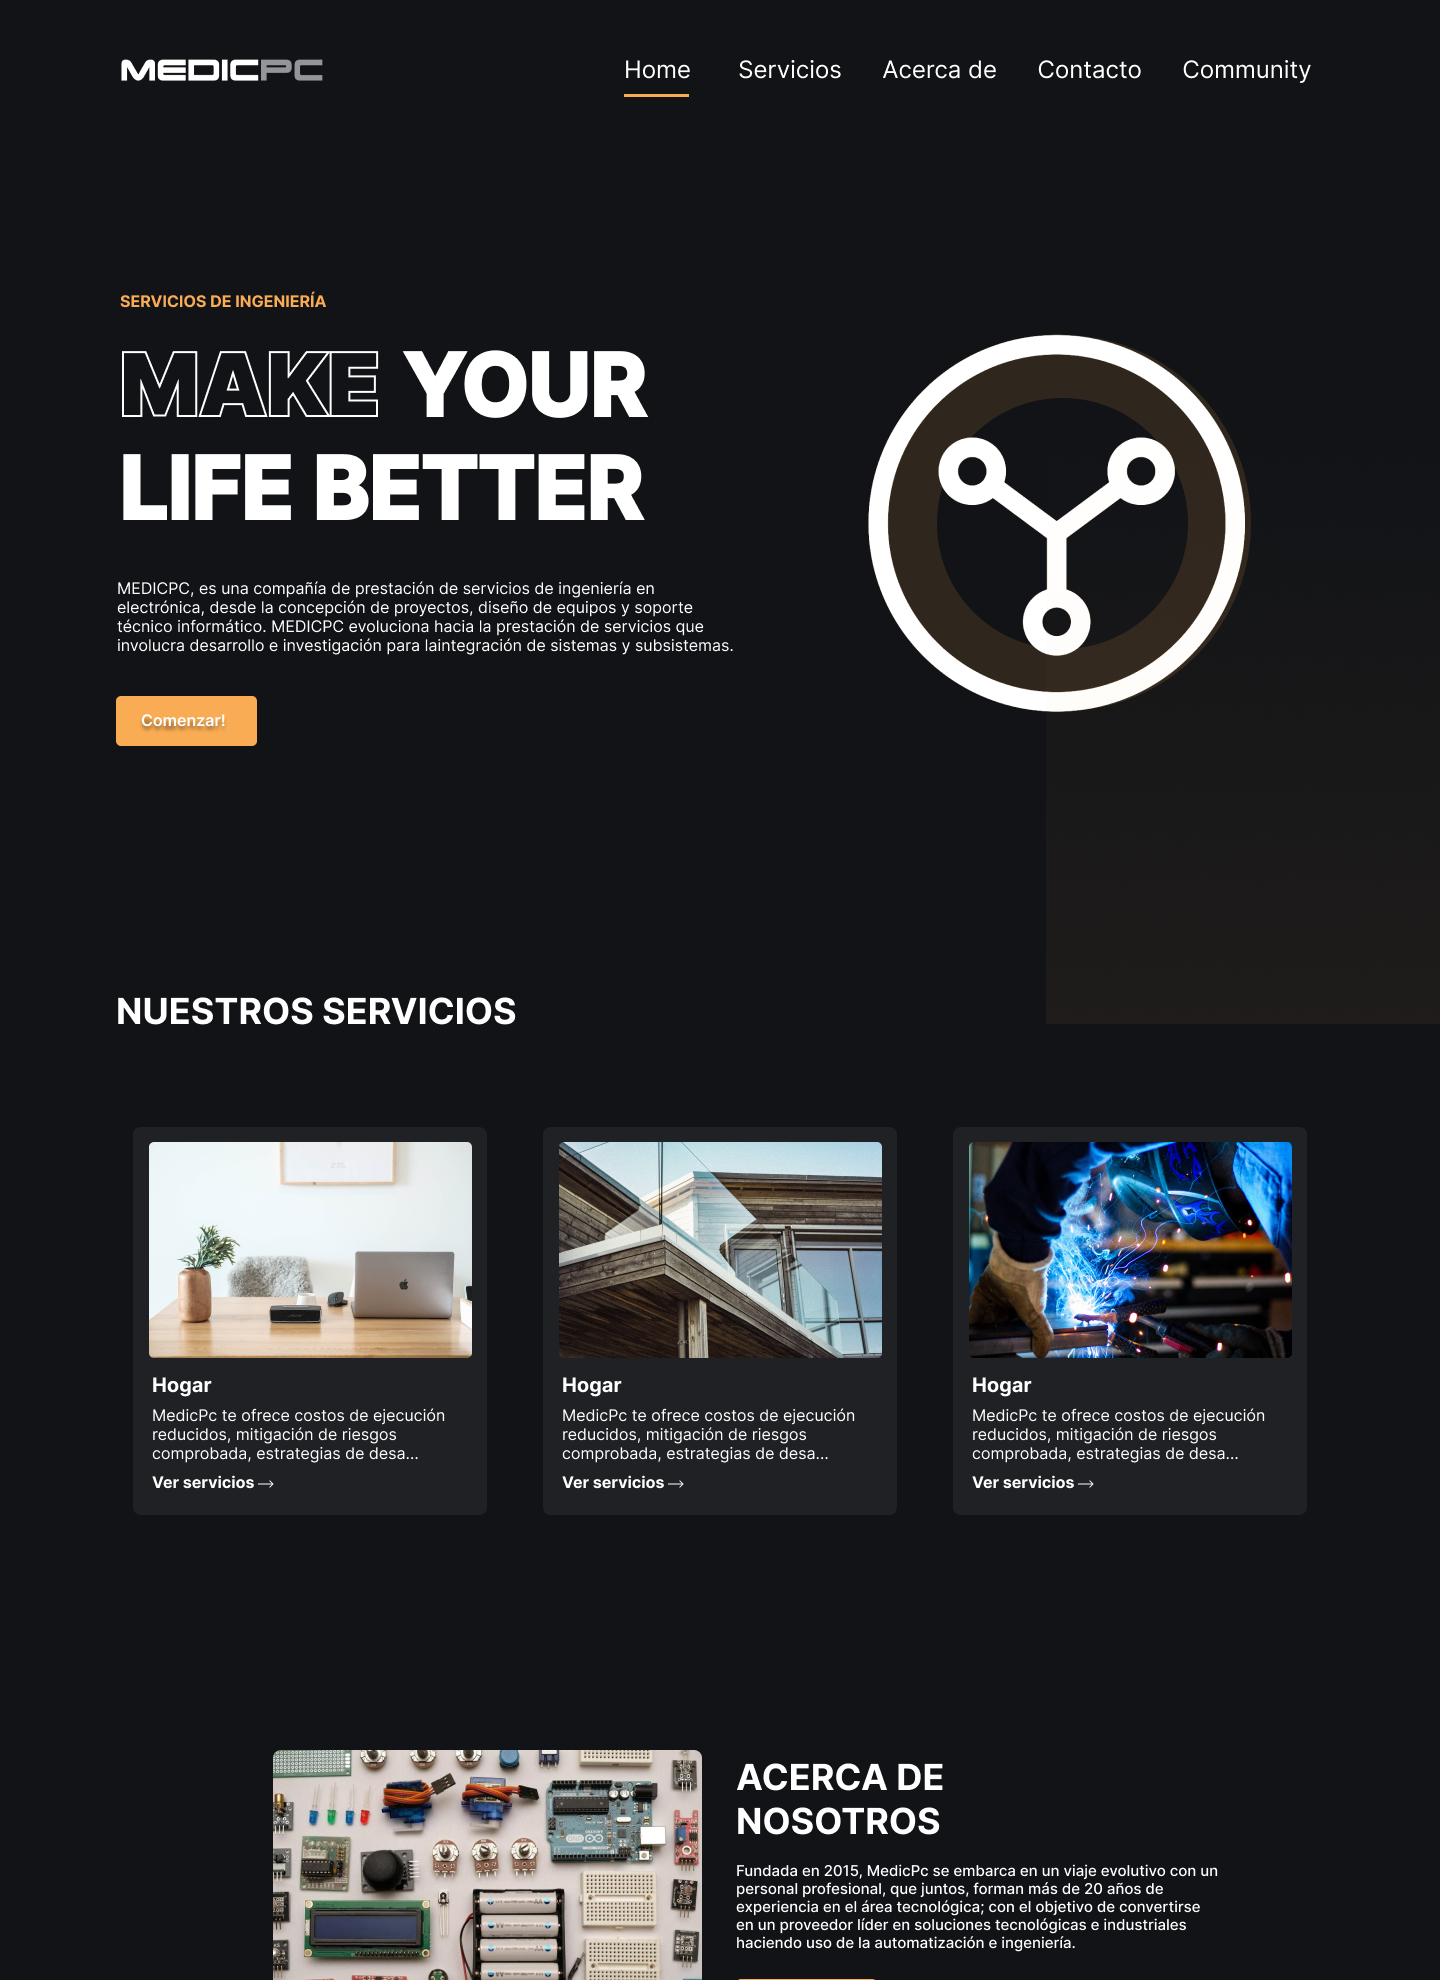 MEDICPC
Home Servicios Acerca de Contacto Community
SERVICIOS DE INGENIERÍA
MAKE YOUR
LIFE BETTER
MEDICPC, es una compañía de prestación de servicios de ingeniería en
electrónica, desde la concepción de proyectos, diseño de equipos y soporte
técnico informático. MEDICPC evoluciona hacia la prestación de servicios que
involucra desarrollo e investigación para laintegración de sistemas y subsistemas.
Comenzar!
NUESTROS SERVICIOS
Hogar
MedicPc te ofrece costos de ejecución
reducidos, mitigación de riesgos
comprobada, estrategias de desa...
Ver servicios
Hogar
MedicPc te ofrece costos de ejecución
reducidos, mitigación de riesgos
comprobada, estrategias de desa...
Ver servicios
Hogar
MedicPc te ofrece costos de ejecución
reducidos, mitigación de riesgos
comprobada, estrategias de desa...
Ver servicios
ACERCA DE
NOSOTROS
Fundada en 2015, MedicPc se embarca en un viaje evolutivo con un
personal profesional, que juntos, forman más de 20 años de
experiencia en el área tecnológica; con el objetivo de convertirse
en un proveedor líder en soluciones tecnológicas e industriales
haciendo uso de la automatización e ingeniería.